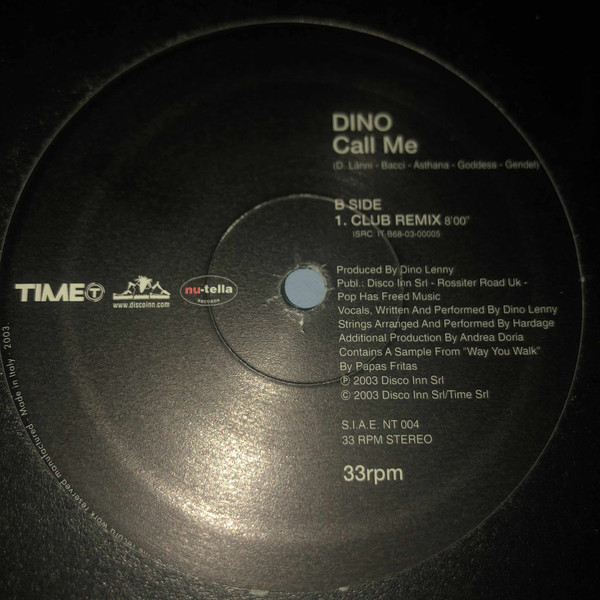 DINO
Call Me
(D. Lanni - Bacci - Asthana - Goddess - Gendel)
B SIDE
1. CLUB REMIX 8'00"
ISRC: IT-B68-03-00005
Produced By Dino Lenny
Publ.: Disco Inn Srl - Rossiter Road Uk -
Pop Has Freed Music
Vocals, Written And Performed By Dino Lenny
Strings Arranged And Performed By Hardage
Additional Production By Andrea Doria
Contains A Sample From "Way You Walk"
By Papas Fritas
Ⓟ 2003 Disco Inn Srl
© 2003 Disco Inn Srl/Time Srl
S.I.A.E. NT 004
33 RPM STEREO
33rpm
TIME T
www.discoinn.com
nu-tella
RECORDS
work reserved manufactured Made in Italy 2003